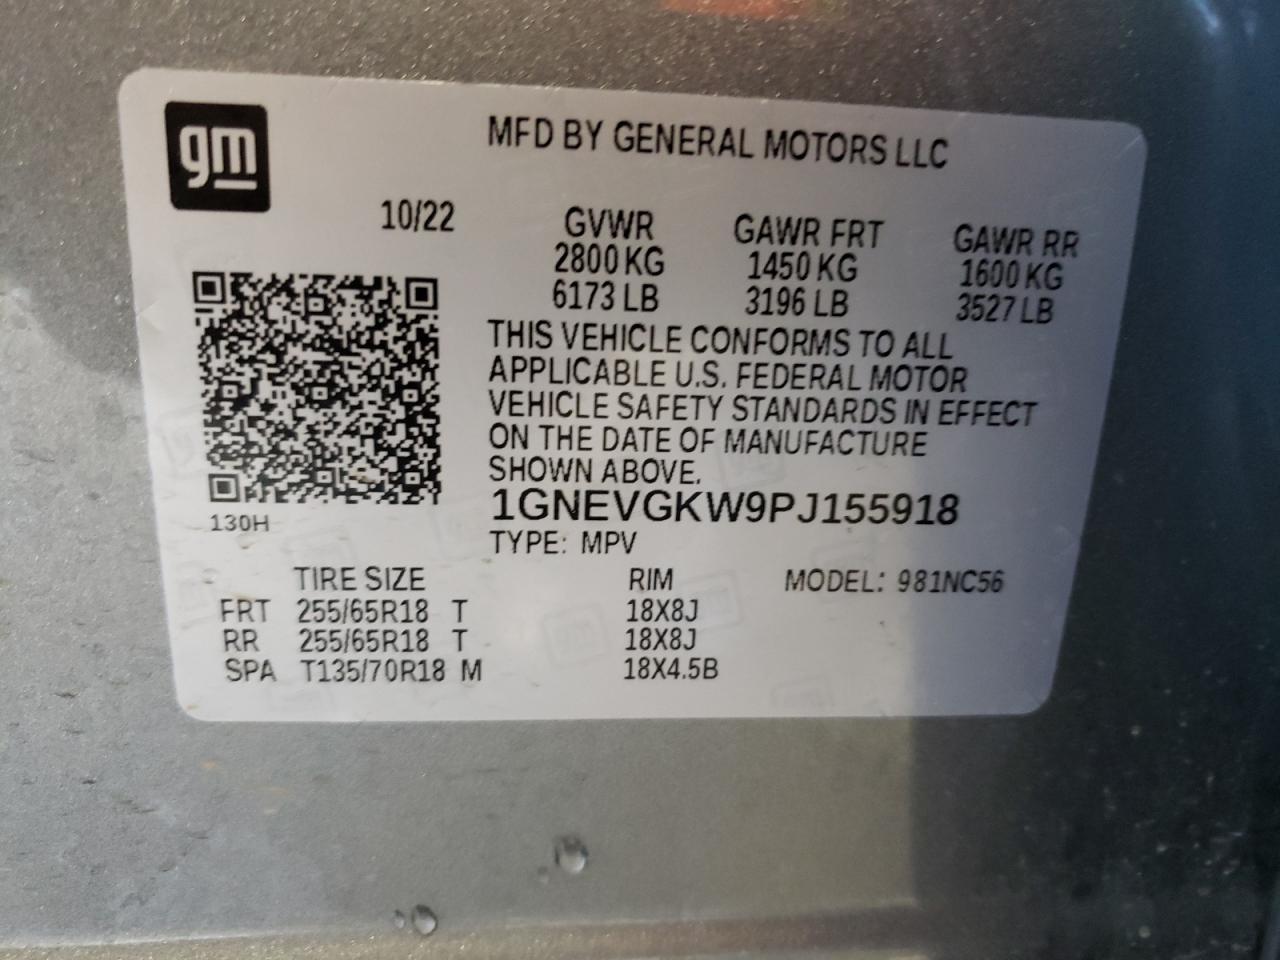 gm
MFD BY GENERAL MOTORS LLC
10/22
GVWR GAWR FRT GAWR RR
2800 KG 1450 KG 1600 KG
6173 LB 3196 LB 3527 LB
THIS VEHICLE CONFORMS TO ALL
APPLICABLE U.S. FEDERAL MOTOR
VEHICLE SAFETY STANDARDS IN EFFECT
ON THE DATE OF MANUFACTURE
SHOWN ABOVE.
1GNEVGKW9PJ155918
130H
TYPE: MPV
TIRE SIZE RIM MODEL: 981NC56
FRT 255/65R18 T 18X8J
RR 255/65R18 T 18X8J
SPA T135/70R18 M 18X4.5B